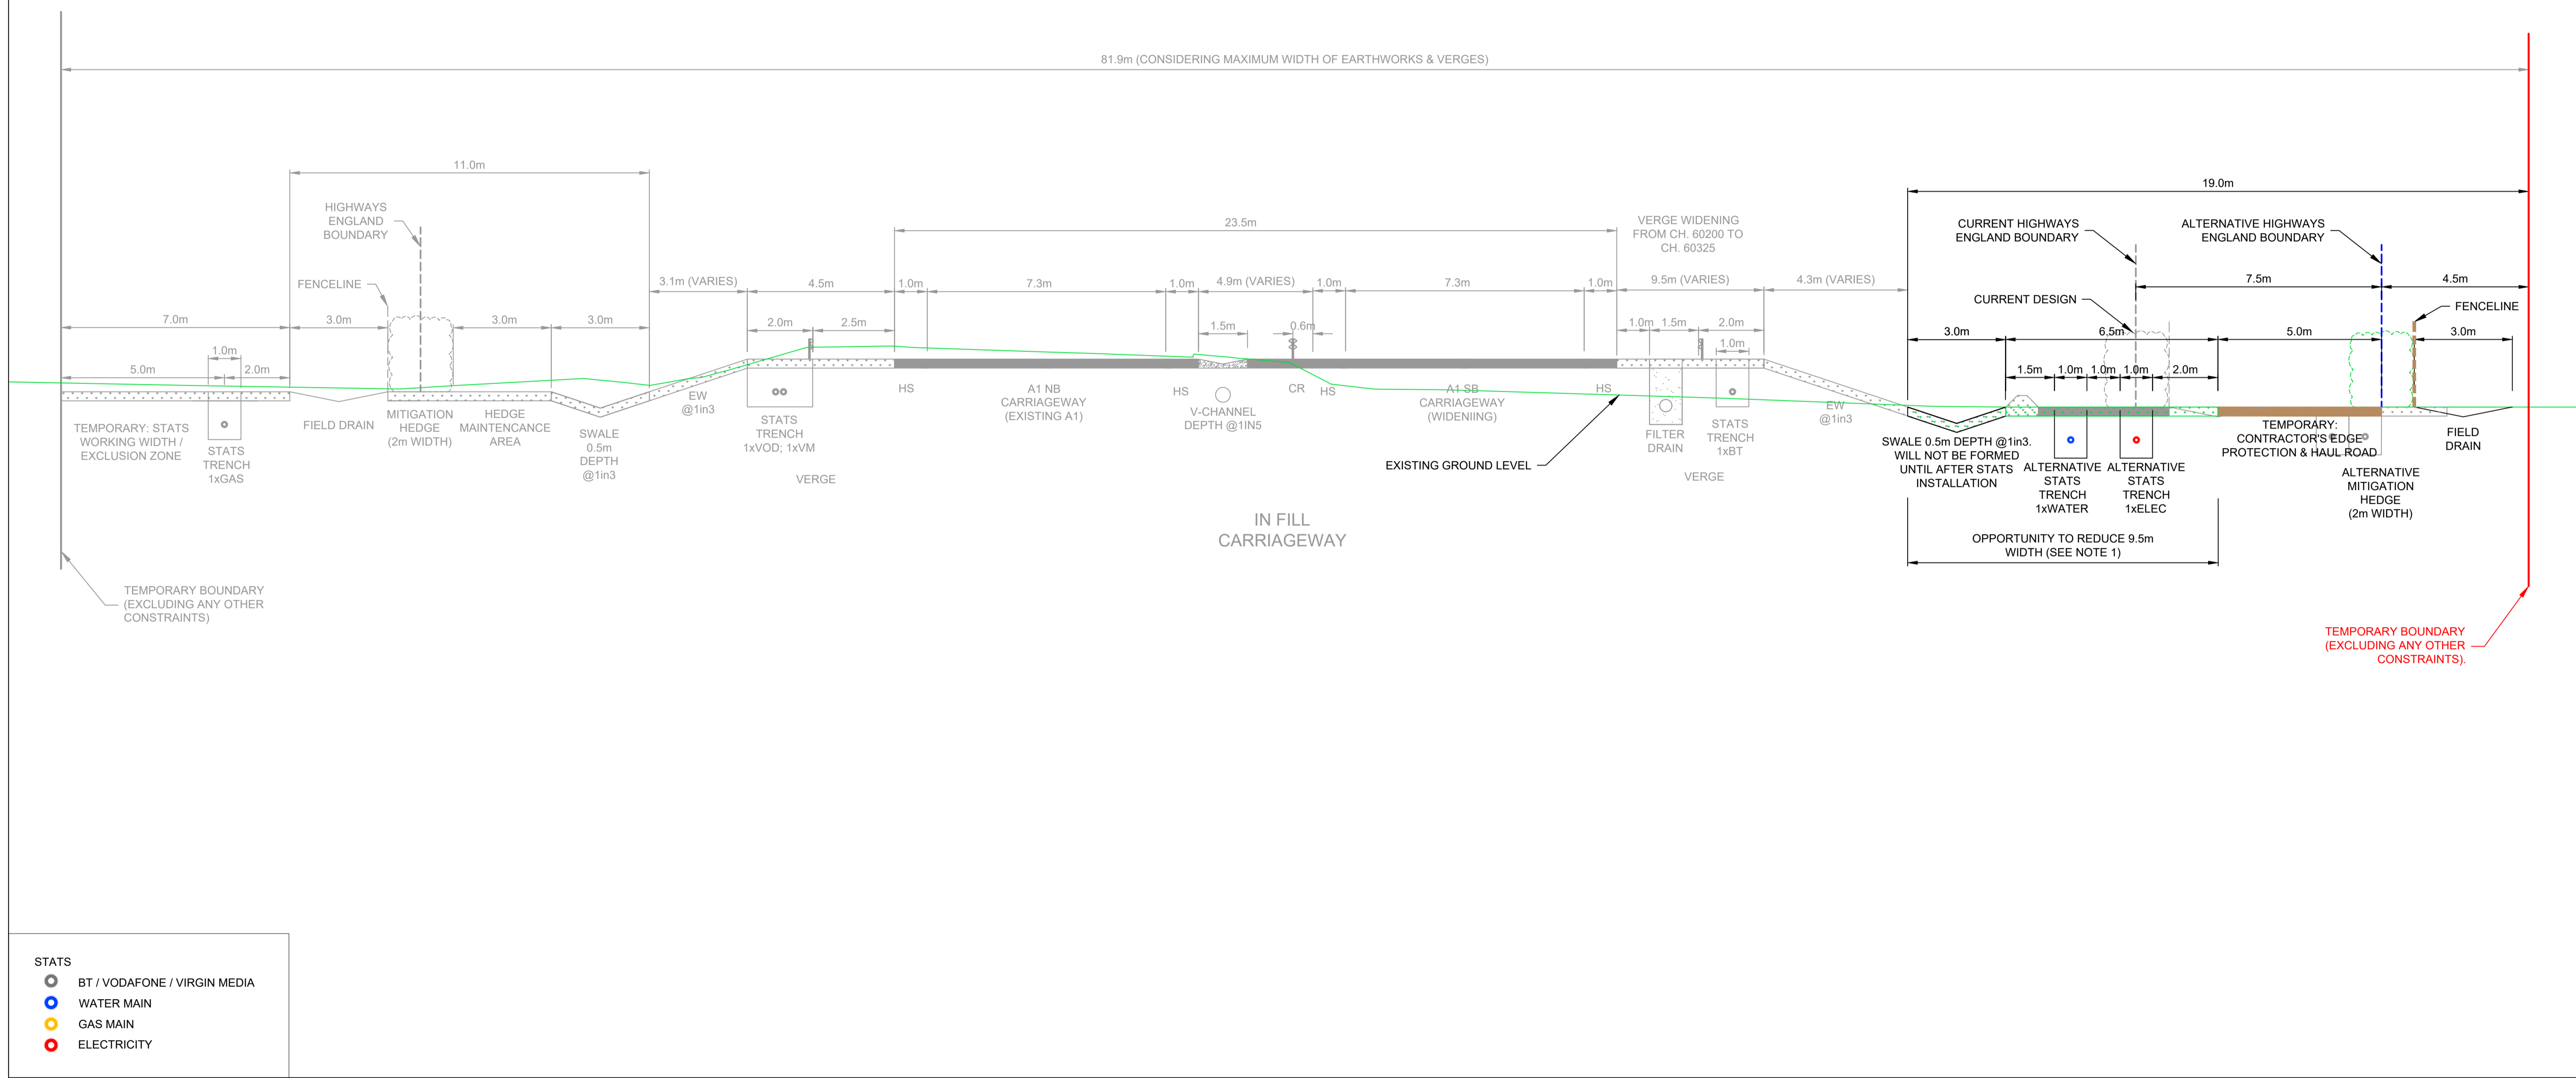 81.9m (CONSIDERING MAXIMUM WIDTH OF EARTHWORKS & VERGES)
11.0m
HIGHWAYS
ENGLAND
BOUNDARY
FENCELINE
7.0m
3.0m
3.0m
3.0m
1.0m
5.0m
2.0m
TEMPORARY: STATS
WORKING WIDTH /
EXCLUSION ZONE
STATS
TRENCH
1xGAS
FIELD DRAIN
MITIGATION
HEDGE
(2m WIDTH)
HEDGE
MAINTENCANCE
AREA
SWALE
0.5m
DEPTH
@1in3
TEMPORARY BOUNDARY
(EXCLUDING ANY OTHER
CONSTRAINTS)
3.1m (VARIES)
4.5m
2.0m
2.5m
EW
@1in3
STATS
TRENCH
1xVOD; 1xVM
VERGE
23.5m
1.0m
7.3m
1.0m
4.9m (VARIES)
1.0m
7.3m
1.0m
1.5m
0.6m
HS
A1 NB
CARRIAGEWAY
(EXISTING A1)
HS
V-CHANNEL
DEPTH @1IN5
CR
HS
A1 SB
CARRIAGEWAY
(WIDENIING)
HS
IN FILL
CARRIAGEWAY
EXISTING GROUND LEVEL
VERGE WIDENING
FROM CH. 60200 TO
CH. 60325
9.5m (VARIES)
4.3m (VARIES)
1.0m
1.5m
2.0m
1.0m
FILTER
DRAIN
STATS
TRENCH
1xBT
VERGE
EW
@1in3
19.0m
CURRENT HIGHWAYS
ENGLAND BOUNDARY
ALTERNATIVE HIGHWAYS
ENGLAND BOUNDARY
7.5m
4.5m
CURRENT DESIGN
FENCELINE
3.0m
6.5m
5.0m
3.0m
1.5m
1.0m
1.0m
1.0m
2.0m
SWALE 0.5m DEPTH @1in3.
WILL NOT BE FORMED
UNTIL AFTER STATS
INSTALLATION
ALTERNATIVE
STATS
TRENCH
1xWATER
ALTERNATIVE
STATS
TRENCH
1xELEC
TEMPORARY:
CONTRACTOR'S EDGE
PROTECTION & HAUL ROAD
ALTERNATIVE
MITIGATION
HEDGE
(2m WIDTH)
FIELD
DRAIN
OPPORTUNITY TO REDUCE 9.5m
WIDTH (SEE NOTE 1)
TEMPORARY BOUNDARY
(EXCLUDING ANY OTHER
CONSTRAINTS).
STATS
BT / VODAFONE / VIRGIN MEDIA
WATER MAIN
GAS MAIN
ELECTRICITY